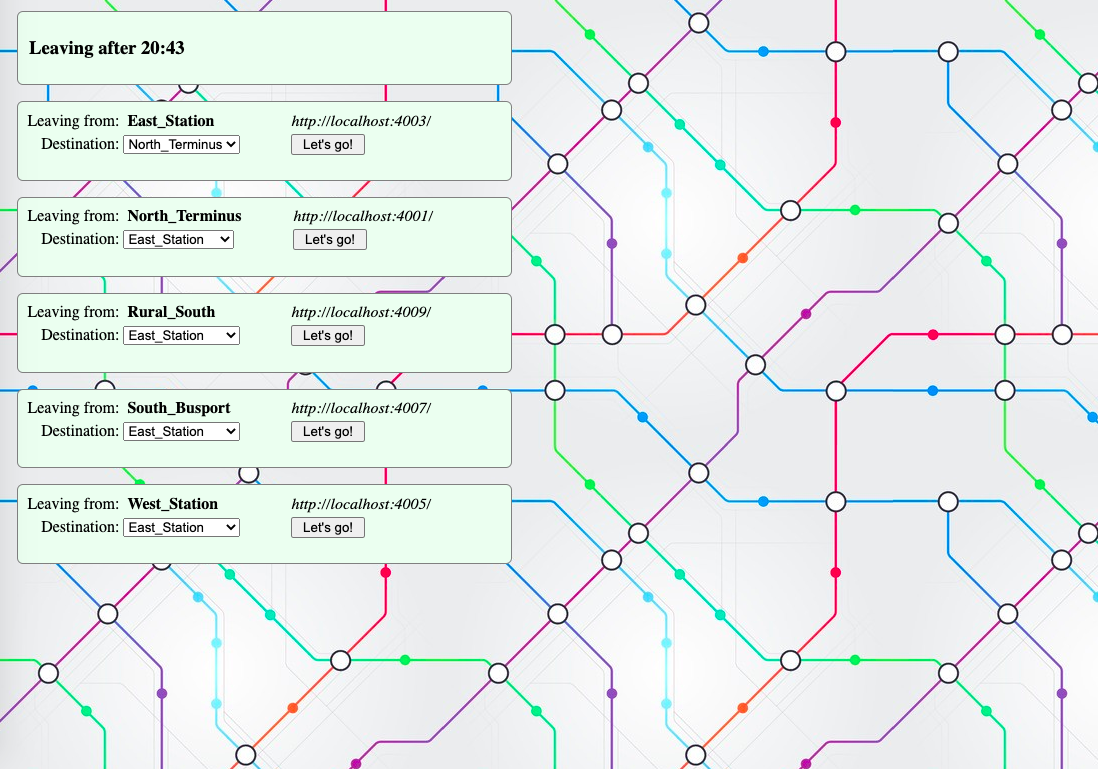 Leaving after 20:43
Leaving from: East_Station http://localhost:4003/
Destination: North_Terminus Let's go!
Leaving from: North_Terminus http://localhost:4001/
Destination: East_Station Let's go!
Leaving from: Rural_South http://localhost:4009/
Destination: East_Station Let's go!
Leaving from: South_Busport http://localhost:4007/
Destination: East_Station Let's go!
Leaving from: West_Station http://localhost:4005/
Destination: East_Station Let's go!